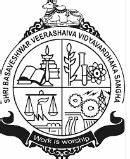 SHRI BASAVESHWAR VEERASHAIVA VIDYAVARDHAKA SANGHA
Work is worship